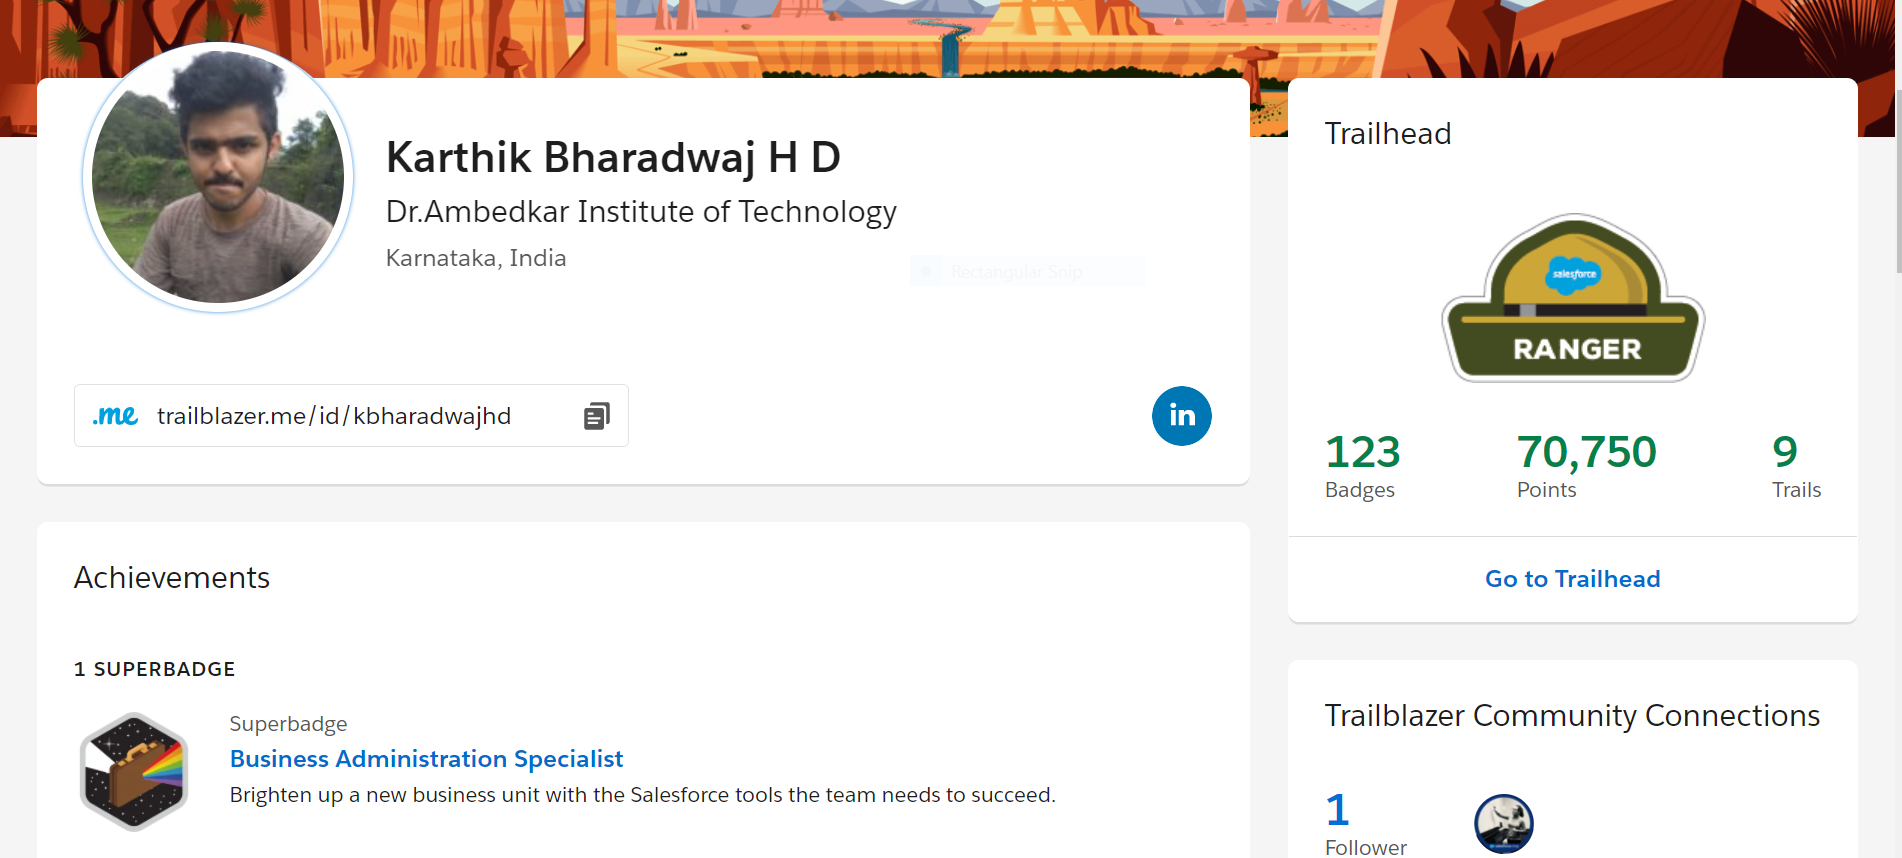 Karthik Bharadwaj H D
Dr.Ambedkar Institute of Technology
Karnataka, India
Rectangular Snip
.me trailblazer.me/id/kbharadwajhd
in
Achievements
1 SUPERBADGE
Superbadge
Business Administration Specialist
Brighten up a new business unit with the Salesforce tools the team needs to succeed.
Trailhead
salesforce
RANGER
123 70,750 9
Badges Points Trails
Go to Trailhead
Trailblazer Community Connections
1
Follower